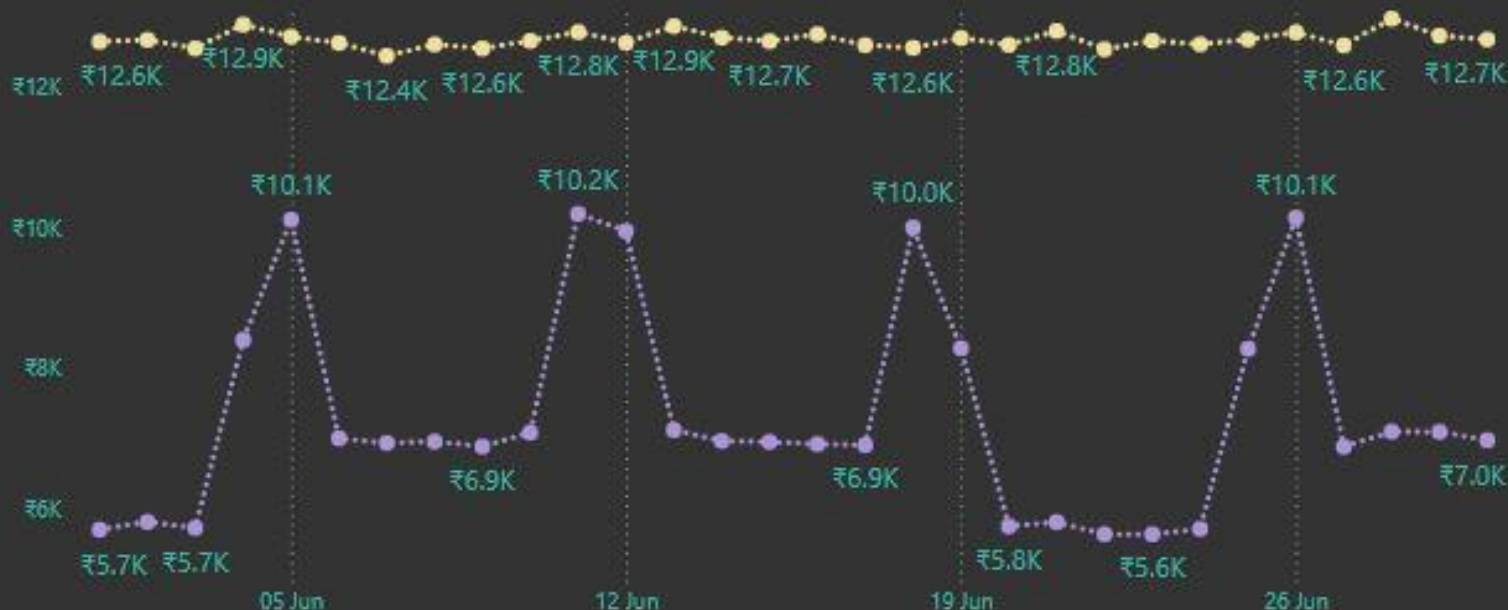 ₹12.6K ₹12.9K ₹12.4K ₹12.6K ₹12.8K ₹12.9K ₹12.7K ₹12.6K ₹12.8K ₹12.6K ₹12.7K
₹12K
₹10.1K ₹10.2K ₹10.0K ₹10.1K
₹10K
₹8K
₹6.9K ₹6.9K ₹7.0K
₹6K
₹5.7K ₹5.7K ₹5.8K ₹5.6K
05 Jun 12 Jun 19 Jun 26 Jun